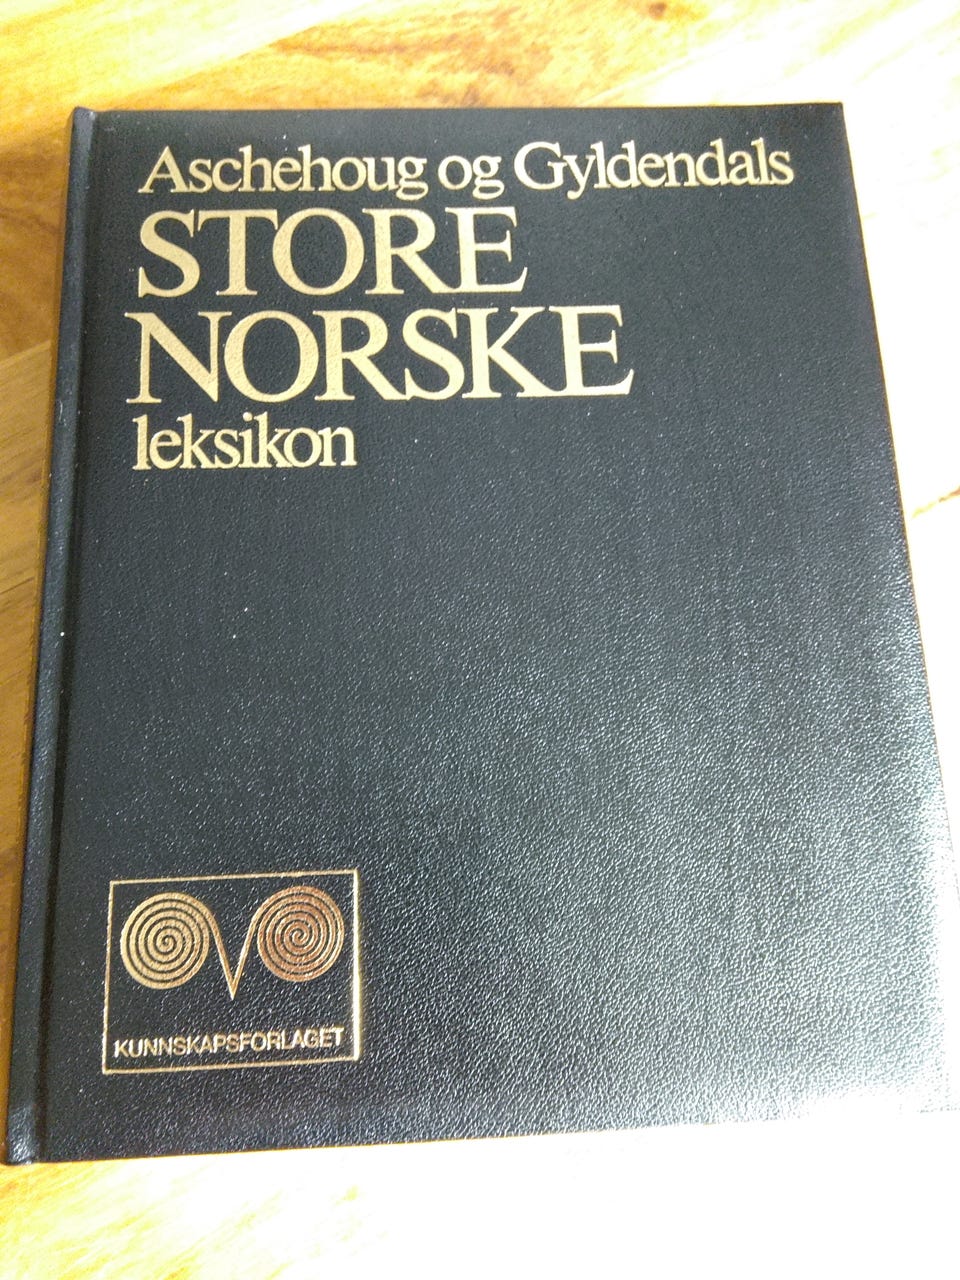 Aschehoug og Gyldendals
STORE
NORSKE
leksikon
KUNNSKAPSFORLAGET